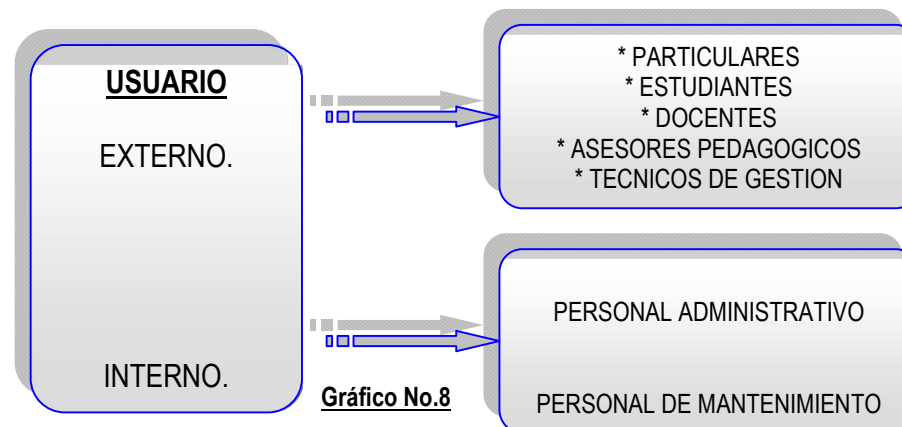 USUARIO
EXTERNO.
* PARTICULARES
* ESTUDIANTES
* DOCENTES
* ASESORES PEDAGOGICOS
* TECNICOS DE GESTION
INTERNO.
PERSONAL ADMINISTRATIVO
PERSONAL DE MANTENIMIENTO
Gráfico No.8